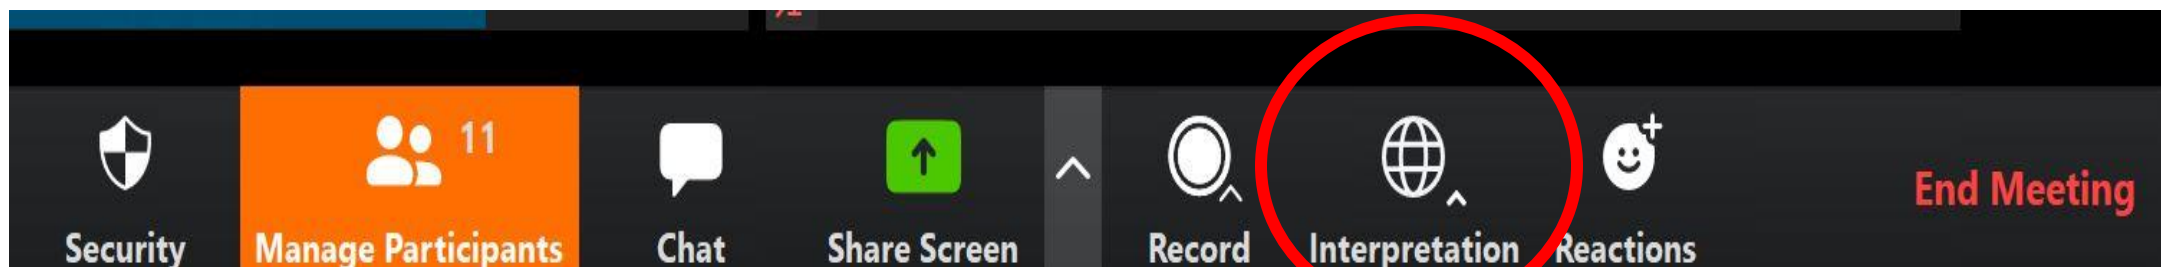 11
Security
Manage Participants
Chat
Share Screen
Record
Interpretation
Reactions
End Meeting